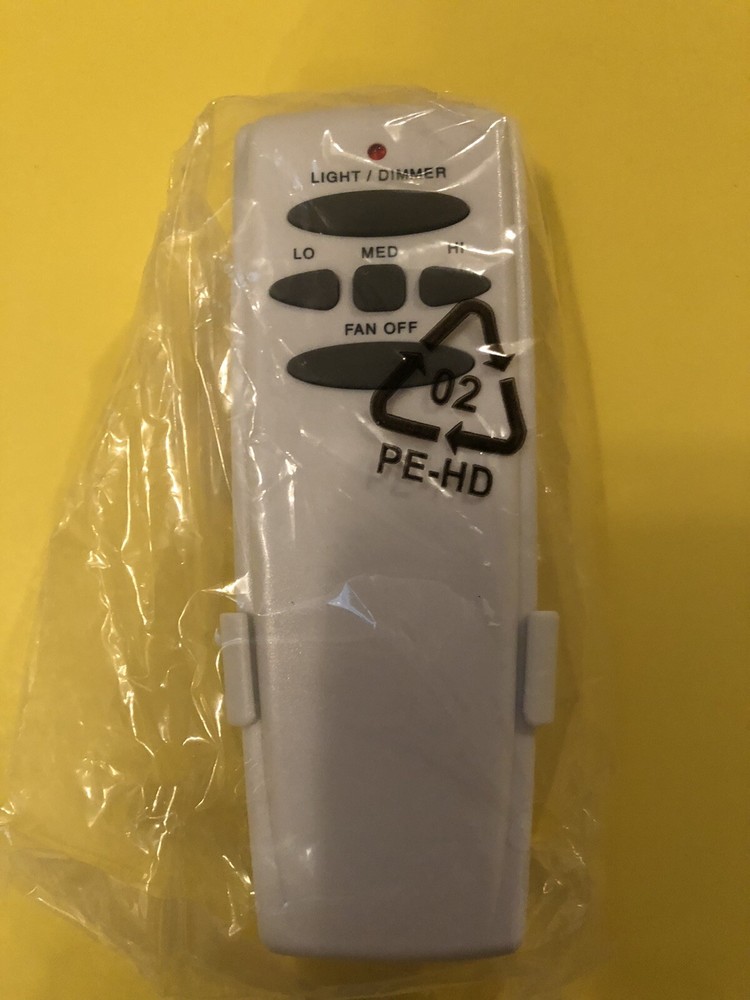 LIGHT / DIMMER
LO MED HI
FAN OFF
02
PE-HD